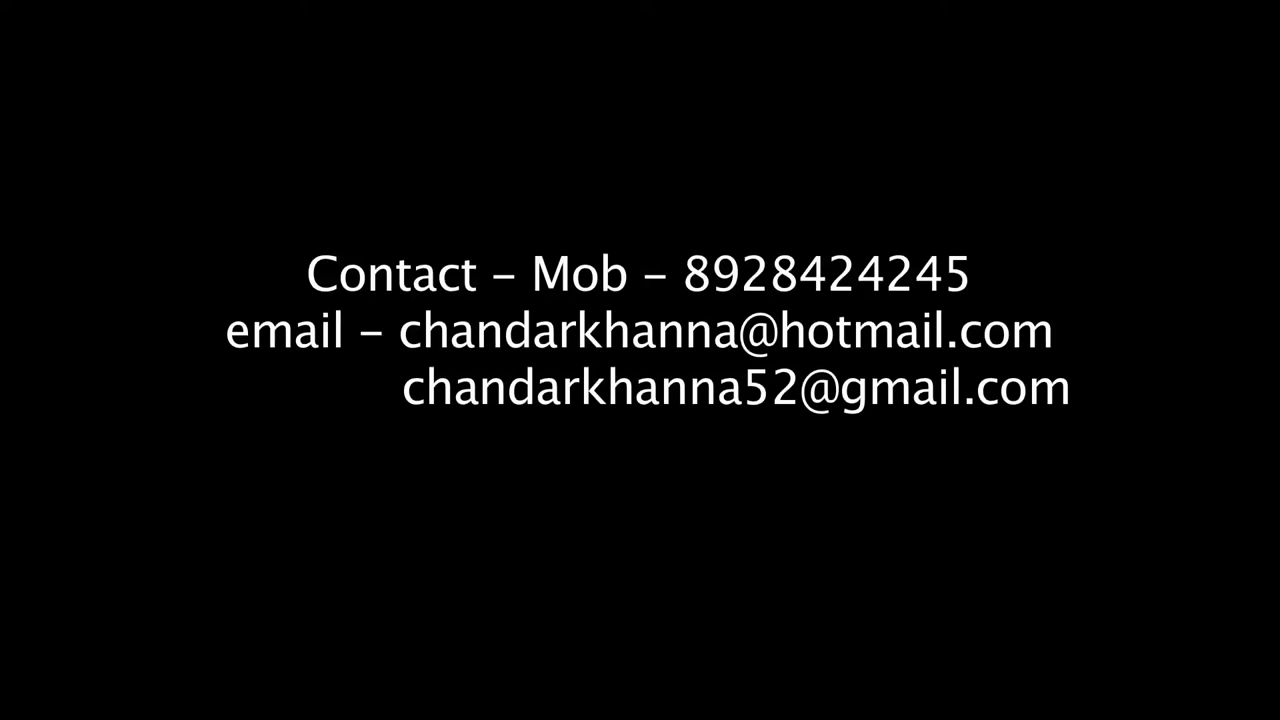 Contact – Mob – 8928424245
email – chandarkhanna@hotmail.com
chandarkhanna52@gmail.com